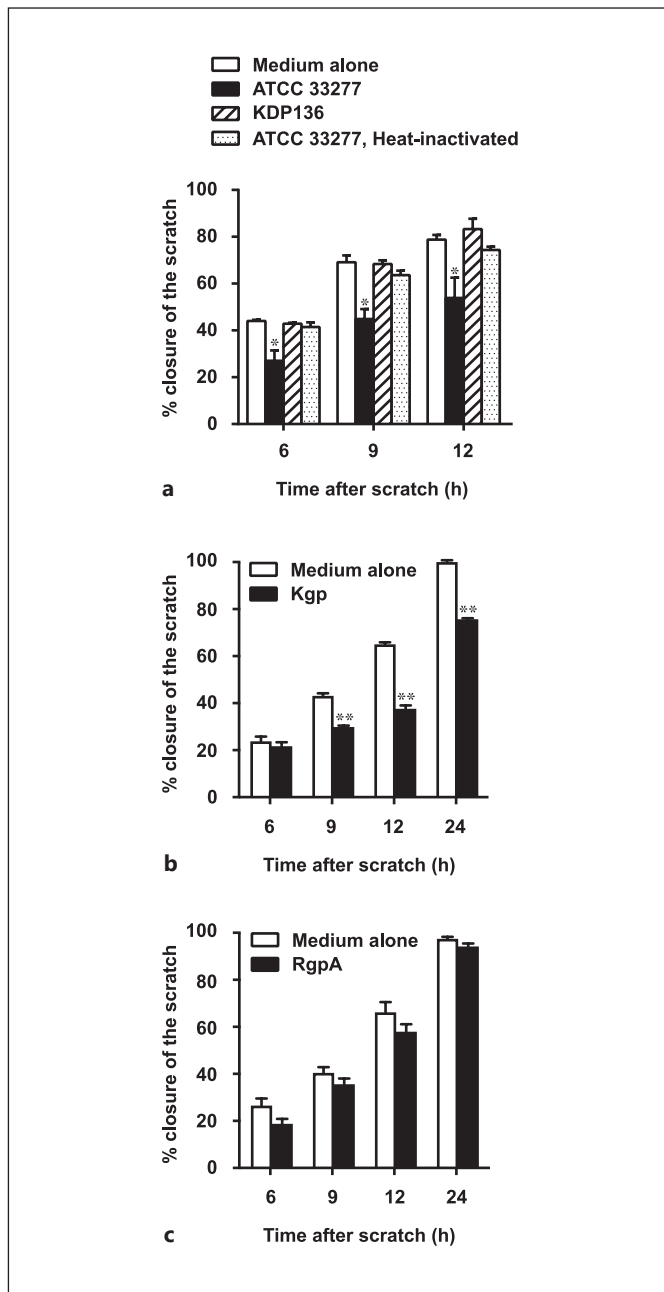 Medium alone
ATCC 33277
KDP136
ATCC 33277, Heat-inactivated
% closure of the scratch
100
80
60
40
20
0
*
*
*
6 9 12
a Time after scratch (h)
% closure of the scratch
100
80
60
40
20
0
Medium alone
Kgp
**
**
**
6 9 12 24
b Time after scratch (h)
% closure of the scratch
100
80
60
40
20
0
Medium alone
RgpA
6 9 12 24
c Time after scratch (h)